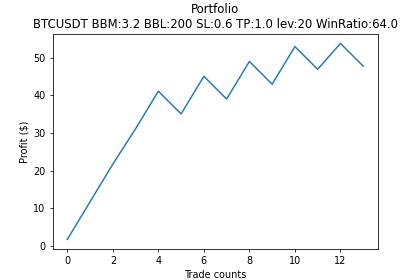 Portfolio
BTCUSDT BBM:3.2 BBL:200 SL:0.6 TP:1.0 lev:20 WinRatio:64.0
50
40
30
20
10
0
Profit ($)
0 2 4 6 8 10 12
Trade counts